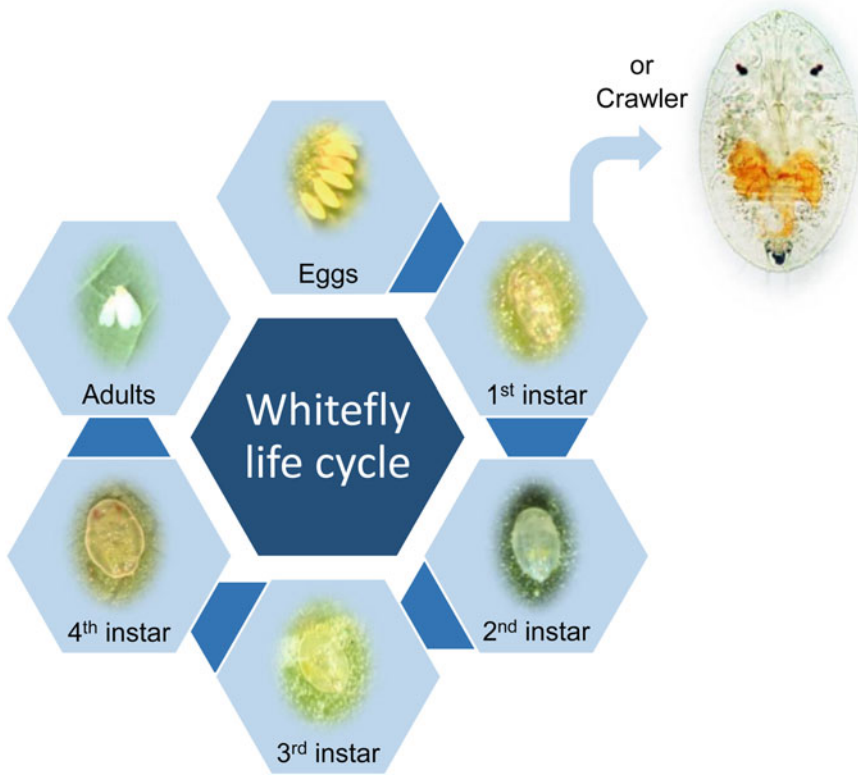 or
Crawler
Eggs
1st instar
Adults
Whitefly
life cycle
2nd instar
4th instar
3rd instar